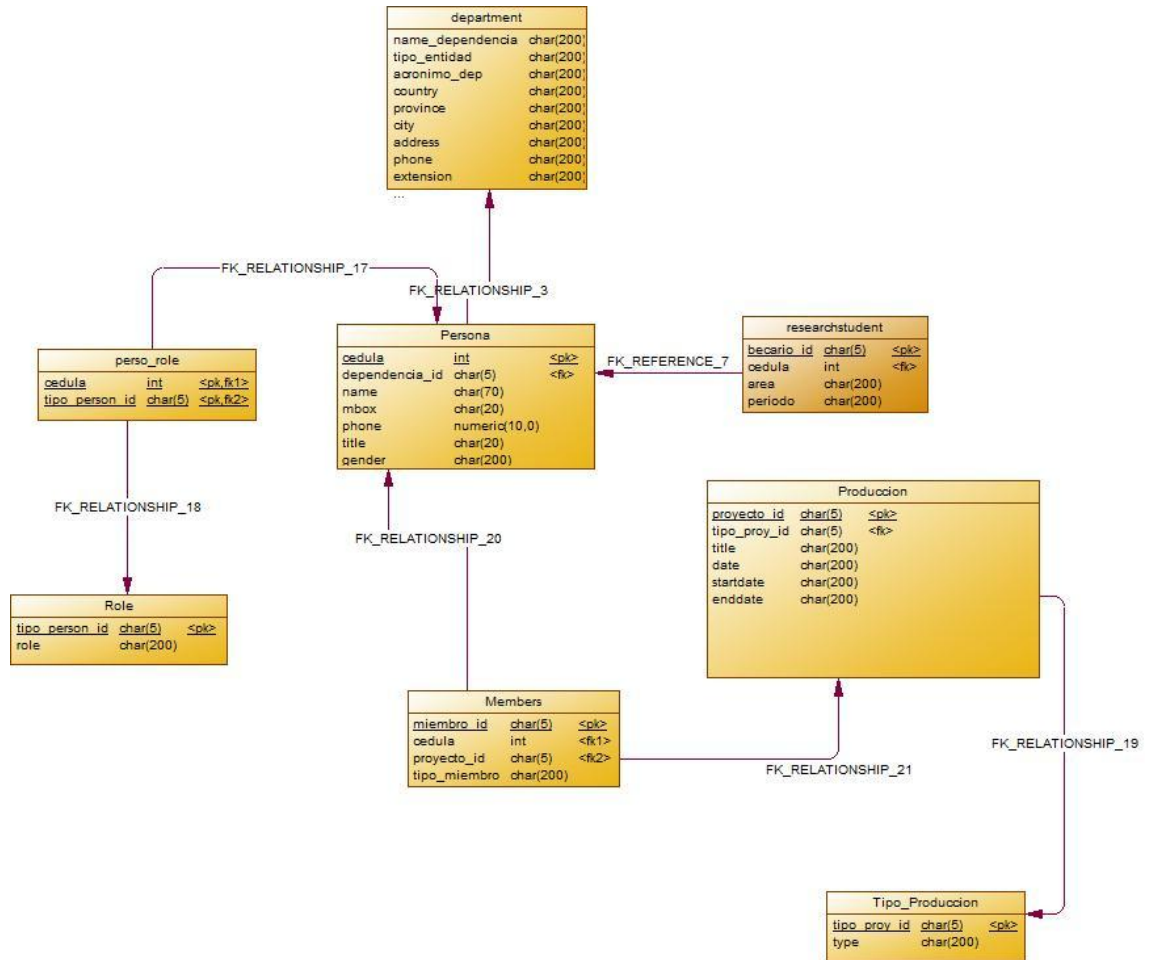 department
name_dependencia char(200)
tipo_entidad char(200)
acronimo_dep char(200)
country char(200)
province char(200)
city char(200)
address char(200)
phone char(200)
extension char(200)
...
FK_RELATIONSHIP_17
FK_RELATIONSHIP_3
Persona
cedula int <pk>
dependencia_id char(5) <fk>
name char(70)
mbox char(20)
phone numeric(10,0)
title char(20)
gender char(200)
researchstudent
becario_id char(5) <pk>
cedula int <fk>
area char(200)
periodo char(200)
FK_REFERENCE_7
perso_role
cedula int <pk,fk1>
tipo_person_id char(5) <pk,fk2>
FK_RELATIONSHIP_18
FK_RELATIONSHIP_20
Produccion
proyecto_id char(5) <pk>
tipo_proy_id char(5) <fk>
title char(200)
date char(200)
startdate char(200)
enddate char(200)
Role
tipo_person_id char(5) <pk>
role char(200)
Members
miembro_id char(5) <pk>
cedula int <fk1>
proyecto_id char(5) <fk2>
tipo_miembro char(200)
FK_RELATIONSHIP_21
FK_RELATIONSHIP_19
Tipo_Produccion
tipo_proy_id char(5) <pk>
type char(200)